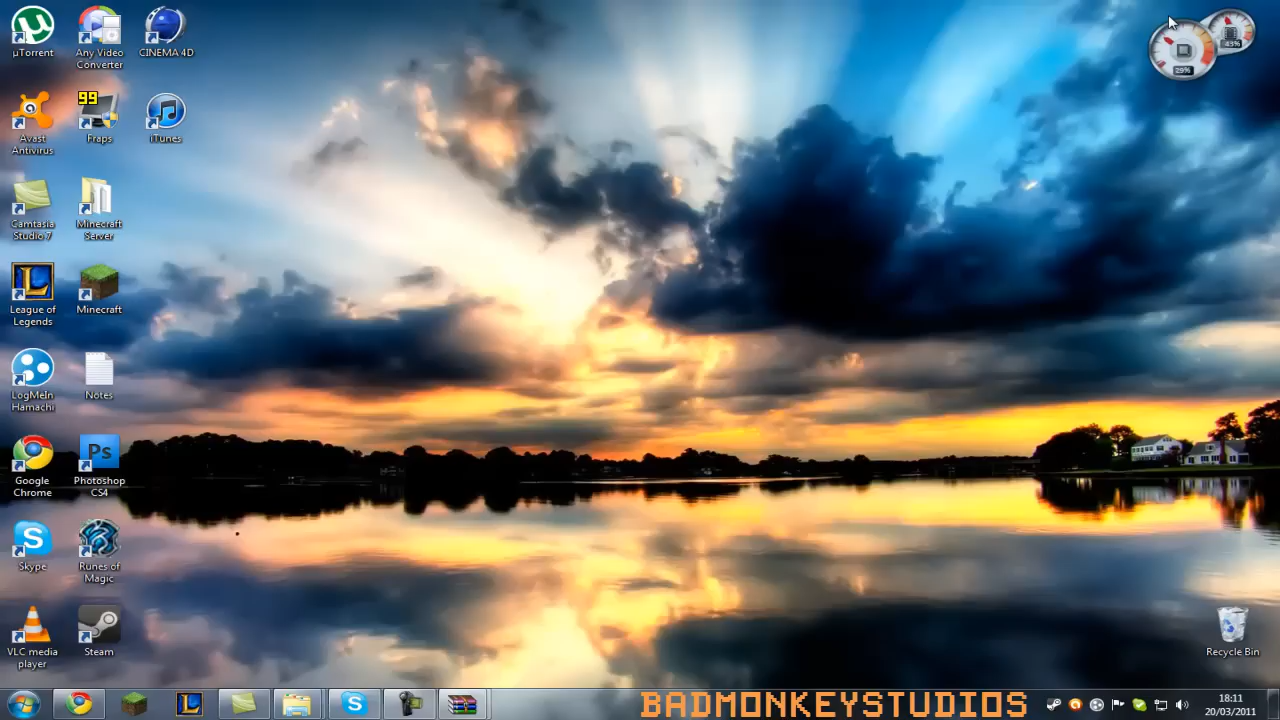 µTorrent
Any Video
Converter
CINEMA 4D
Avast
Antivirus
99
Fraps
iTunes
Camtasia
Studio 7
Minecraft
Server
League of
Legends
Minecraft
LogMeIn
Hamachi
Notes
Google
Chrome
Ps
Photoshop
CS4
Skype
Runes of
Magic
VLC media
player
Steam
29%
43%
Recycle Bin
BADMONKEYSTUDIOS
18:11
20/03/2011